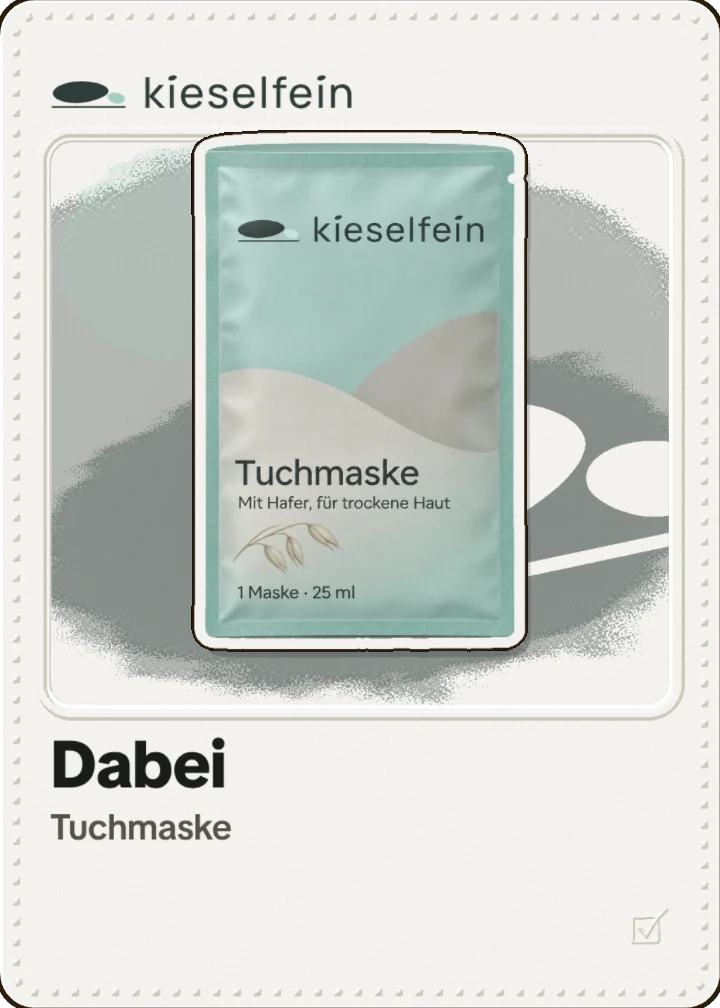 kieselfein
kieselfein
Tuchmaske
Mit Hafer, für trockene Haut
1 Maske · 25 ml
Dabei
Tuchmaske